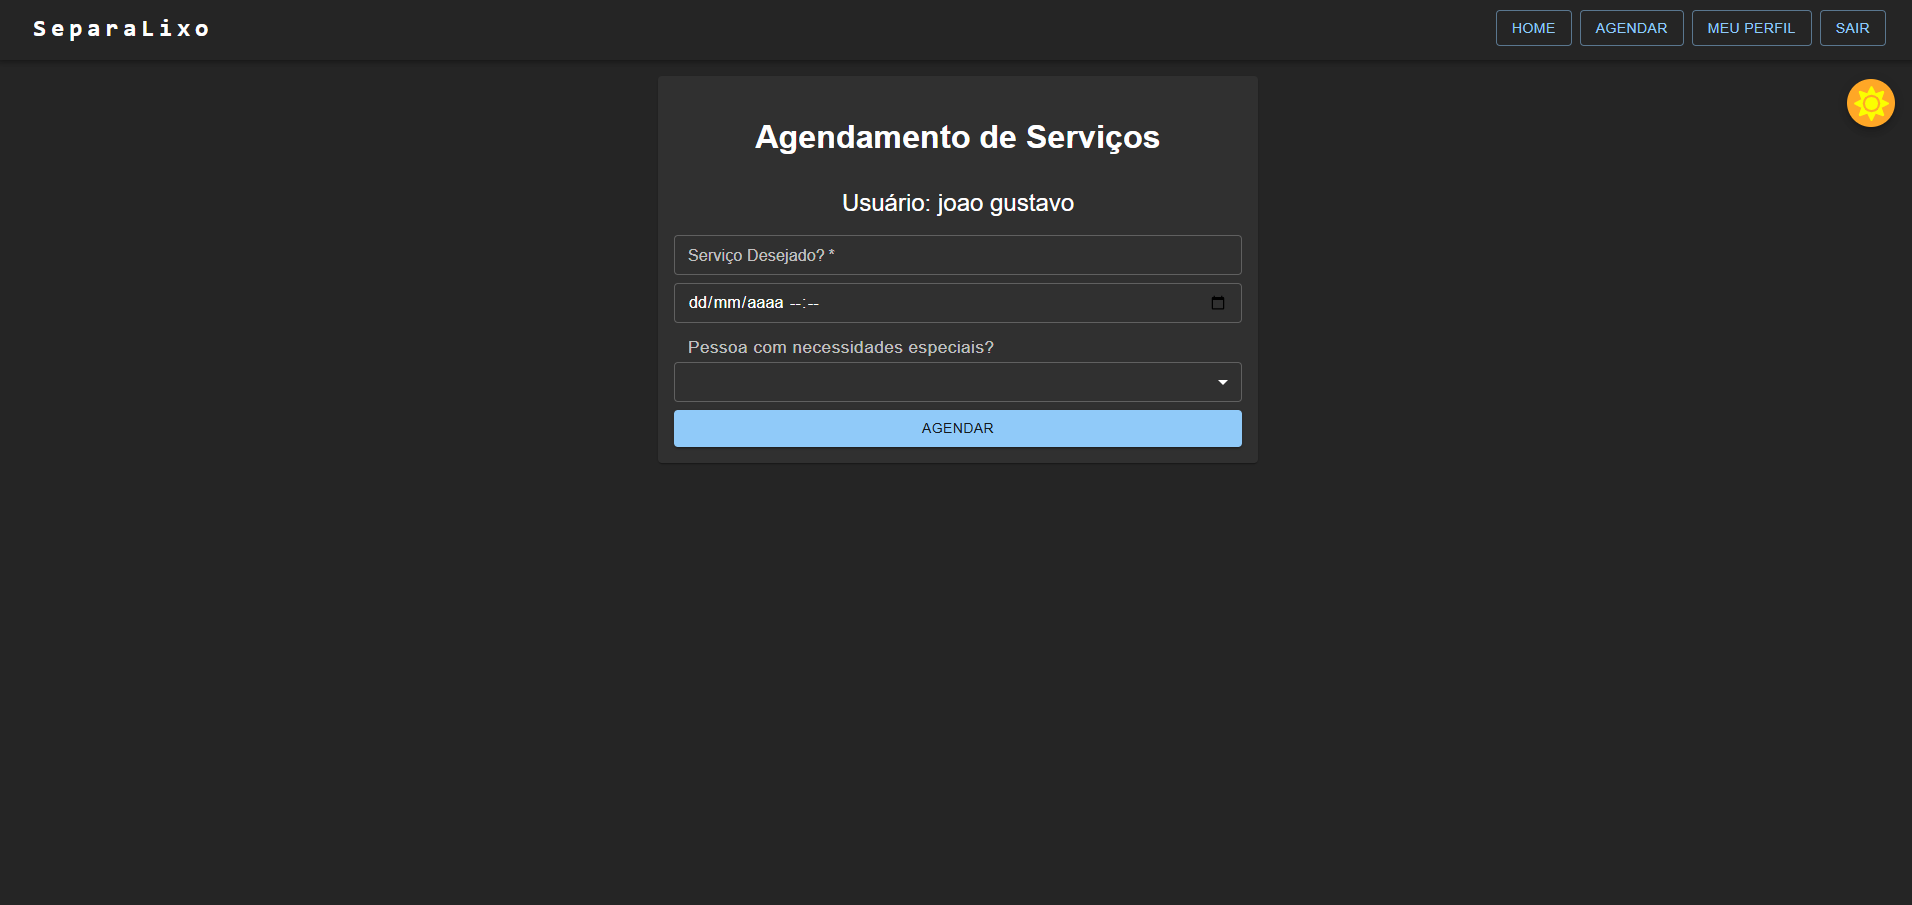 SeparaLixo
HOME AGENDAR MEU PERFIL SAIR
Agendamento de Serviços
Usuário: joao gustavo
Serviço Desejado? *
dd/mm/aaaa --:--
Pessoa com necessidades especiais?
AGENDAR